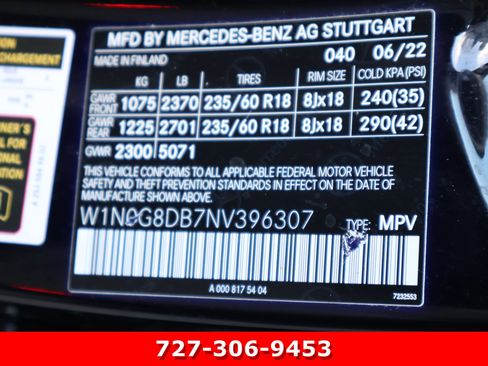 MFD BY MERCEDES-BENZ AG STUTTGART
MADE IN FINLAND 040 06/22
KG LB TIRES RIM SIZE COLD KPA(PSI)
GAWR FRONT 1075 2370 235/60 R18 8Jx18 240(35)
GAWR REAR 1225 2701 235/60 R18 8Jx18 290(42)
GVWR 2300 5071
THIS VEHICLE CONFORMS TO ALL APPLICABLE FEDERAL MOTOR VEHICLE
SAFETY AND THEFT PREVENTION STANDARDS IN EFFECT ON THE DATE OF
MANUFACTURE SHOWN ABOVE.
W1N0G8DB7NV396307 TYPE: MPV
A 000 817 54 04 7232553
727-306-9453